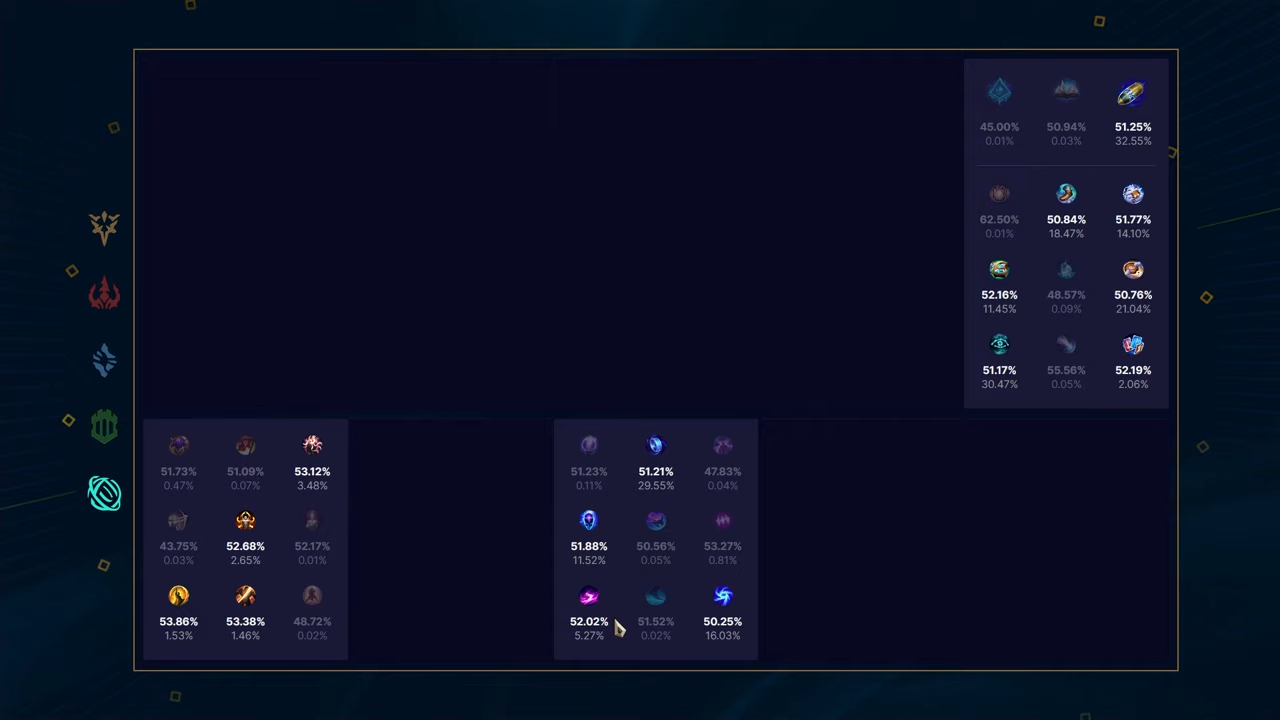 45.00% 50.94% 51.25%
0.01% 0.03% 32.55%
62.50% 50.84% 51.77%
0.01% 18.47% 14.10%
52.16% 48.57% 50.76%
11.45% 0.09% 21.04%
51.17% 55.56% 52.19%
30.47% 0.05% 2.06%
51.73% 51.09% 53.12%
0.47% 0.07% 3.48%
43.75% 52.68% 52.17%
0.03% 2.65% 0.01%
53.86% 53.38% 48.72%
1.53% 1.46% 0.02%
51.23% 51.21% 47.83%
0.11% 29.55% 0.04%
51.88% 50.56% 53.27%
11.52% 0.05% 0.81%
52.02% 51.52% 50.25%
5.27% 0.02% 16.03%